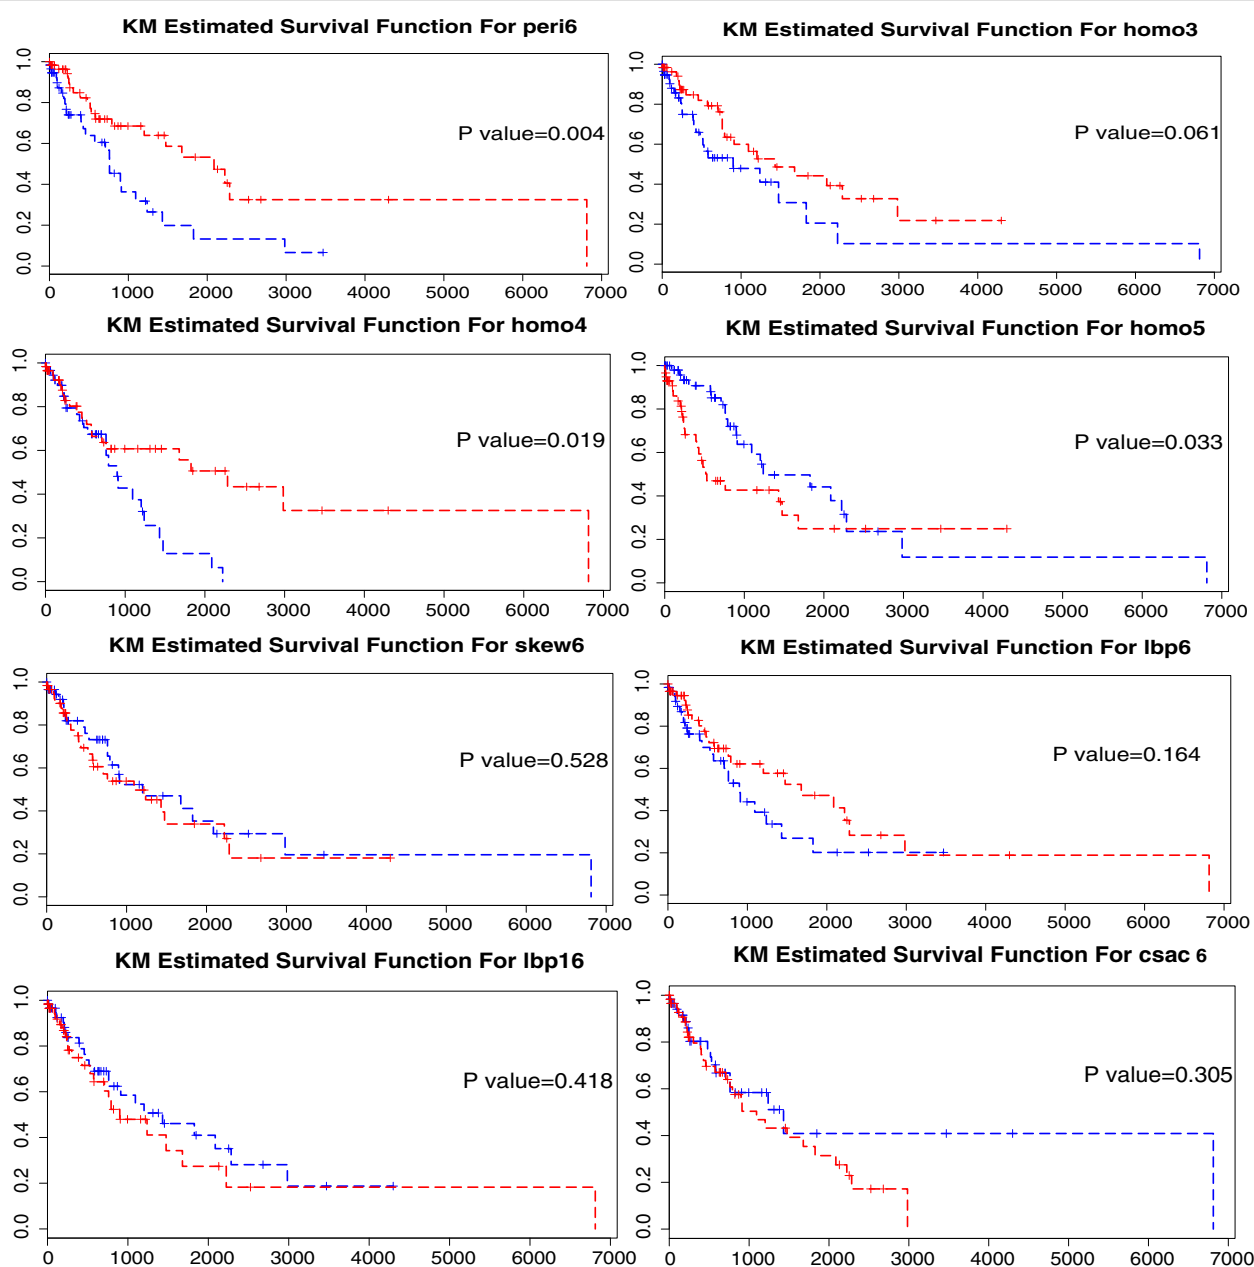 KM Estimated Survival Function For peri6
1.0
0.8
0.6
0.4
0.2
0.0
P value=0.004
0 1000 2000 3000 4000 5000 6000 7000
KM Estimated Survival Function For homo3
1.0
0.8
0.6
0.4
0.2
0.0
P value=0.061
0 1000 2000 3000 4000 5000 6000 7000
KM Estimated Survival Function For homo4
1.0
0.8
0.6
0.4
0.2
0.0
P value=0.019
0 1000 2000 3000 4000 5000 6000 7000
KM Estimated Survival Function For homo5
1.0
0.8
0.6
0.4
0.2
0.0
P value=0.033
0 1000 2000 3000 4000 5000 6000 7000
KM Estimated Survival Function For skew6
1.0
0.8
0.6
0.4
0.2
0.0
P value=0.528
0 1000 2000 3000 4000 5000 6000 7000
KM Estimated Survival Function For lbp6
1.0
0.8
0.6
0.4
0.2
0.0
P value=0.164
0 1000 2000 3000 4000 5000 6000 7000
KM Estimated Survival Function For lbp16
1.0
0.8
0.6
0.4
0.2
0.0
P value=0.418
0 1000 2000 3000 4000 5000 6000 7000
KM Estimated Survival Function For csac 6
1.0
0.8
0.6
0.4
0.2
0.0
P value=0.305
0 1000 2000 3000 4000 5000 6000 7000